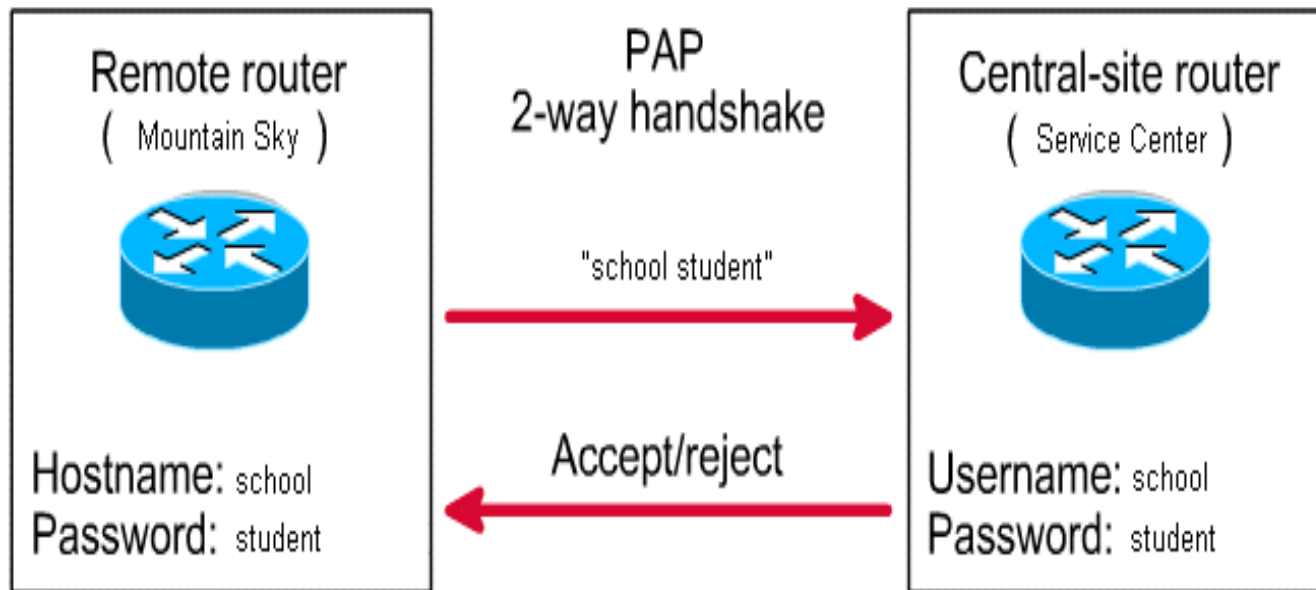 Remote router
( Mountain Sky )
Hostname: school
Password: student
PAP
2-way handshake
"school student"
Accept/reject
Central-site router
( Service Center )
Username: school
Password: student